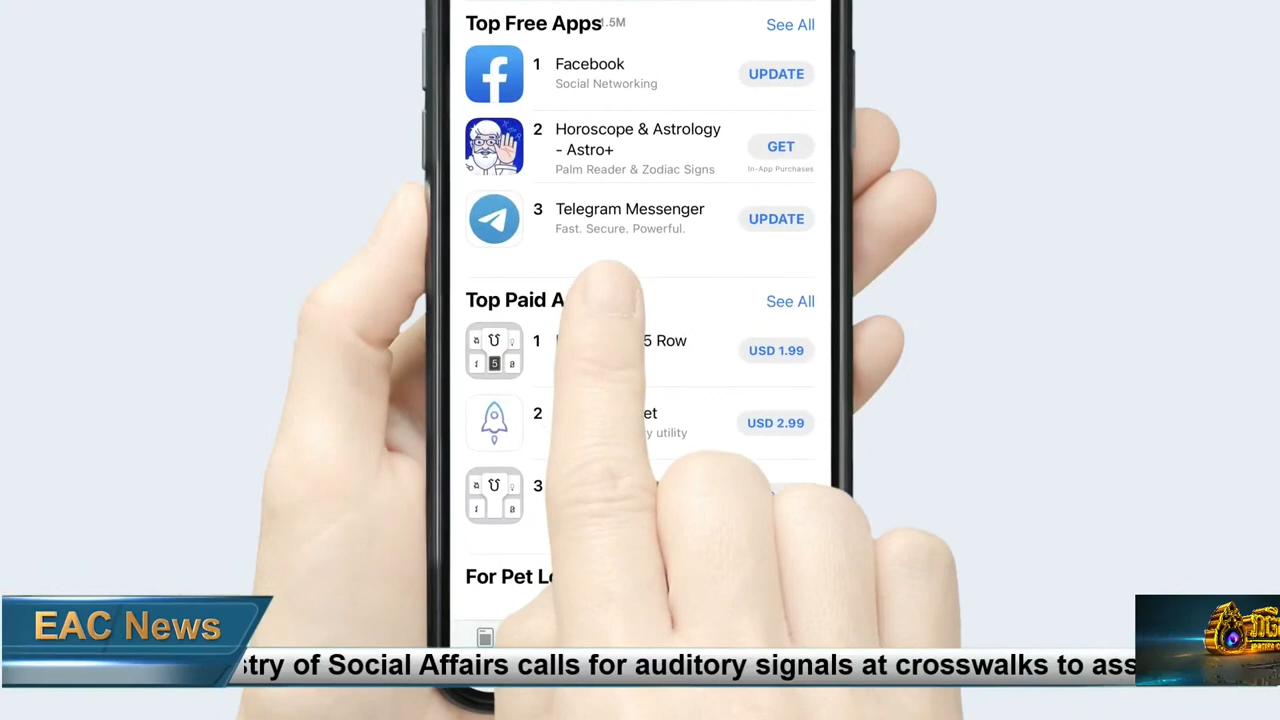 Top Free Apps 1.5M See All
1 Facebook
Social Networking
UPDATE
2 Horoscope & Astrology
- Astro+
Palm Reader & Zodiac Signs
GET
In-App Purchases
3 Telegram Messenger
Fast. Secure. Powerful.
UPDATE
Top Paid A See All
1 5 Row
USD 1.99
5
2 et
y utility
USD 2.99
3
For Pet L
EAC News
stry of Social Affairs calls for auditory signals at crosswalks to ass